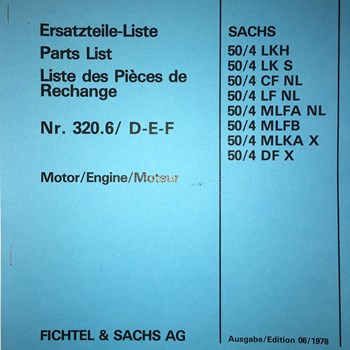 Ersatzteile-Liste
Parts List
Liste des Pièces de
Rechange
Nr. 320.6/ D-E-F
Motor/Engine/Moteur
SACHS
50/4 LKH
50/4 LK S
50/4 CF NL
50/4 LF NL
50/4 MLFA NL
50/4 MLFB
50/4 MLKA X
50/4 DF X
FICHTEL & SACHS AG
Ausgabe/Edition 06/1978